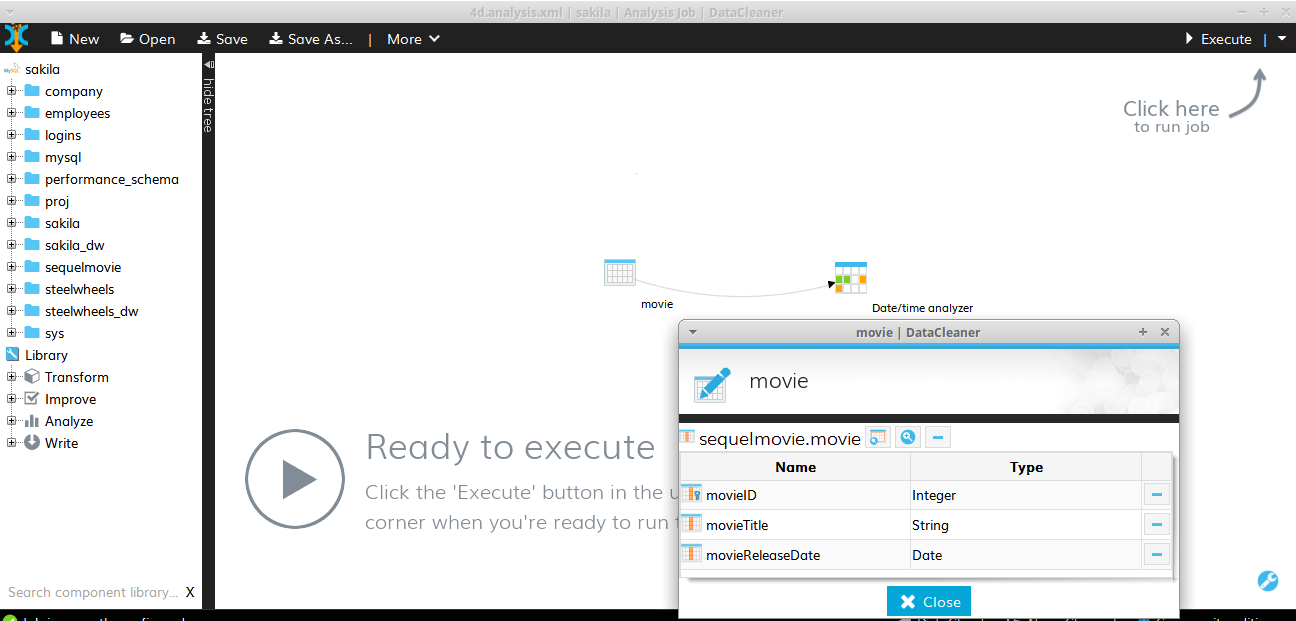 4d.analysis.xml | sakila | Analysis Job | DataCleaner
New Open Save Save As... | More Execute |
sakila
company
employees
logins
mysql
performance_schema
proj
sakila
sakila_dw
sequelmovie
steelwheels
steelwheels_dw
sys
Library
Transform
Improve
Analyze
Write
Search component library... X
hide tree
Click here
to run job
movie
Date/time analyzer
Ready to execute
Click the 'Execute' button in the
corner when you're ready to run
movie | DataCleaner
movie
sequelmovie.movie
Name Type
movieID Integer
movieTitle String
movieReleaseDate Date
Close